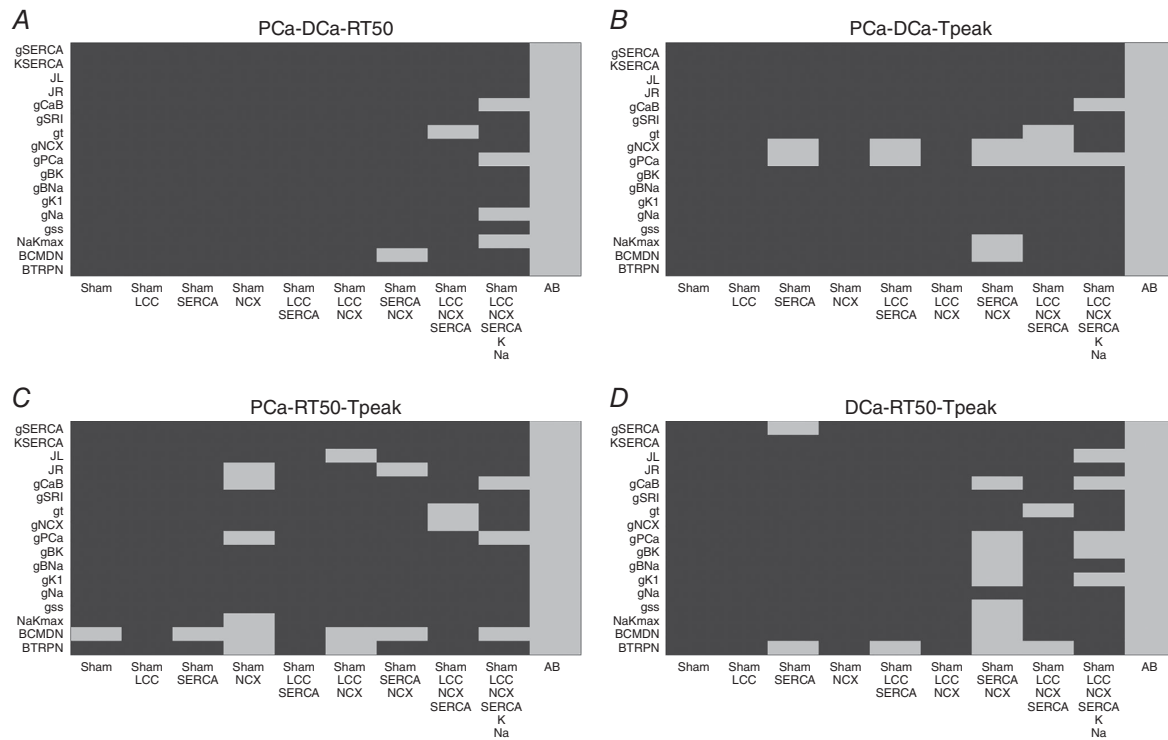 A
PCa-DCa-RT50
gSERCA
KSERCA
JL
JR
gCaB
gSRI
gt
gNCX
gPCa
gBK
gBNa
gK1
gNa
gss
NaKmax
BCMDN
BTRPN
Sham Sham Sham Sham Sham Sham Sham Sham Sham AB
LCC SERCA NCX LCC LCC SERCA LCC LCC
SERCA NCX NCX NCX NCX
SERCA SERCA
K
Na
B
PCa-DCa-Tpeak
gSERCA
KSERCA
JL
JR
gCaB
gSRI
gt
gNCX
gPCa
gBK
gBNa
gK1
gNa
gss
NaKmax
BCMDN
BTRPN
Sham Sham Sham Sham Sham Sham Sham Sham Sham AB
LCC SERCA NCX LCC LCC SERCA LCC LCC
SERCA NCX NCX NCX NCX
SERCA SERCA
K
Na
C
PCa-RT50-Tpeak
gSERCA
KSERCA
JL
JR
gCaB
gSRI
gt
gNCX
gPCa
gBK
gBNa
gK1
gNa
gss
NaKmax
BCMDN
BTRPN
Sham Sham Sham Sham Sham Sham Sham Sham Sham AB
LCC SERCA NCX LCC LCC SERCA LCC LCC
SERCA NCX NCX NCX NCX
SERCA SERCA
K
Na
D
DCa-RT50-Tpeak
gSERCA
KSERCA
JL
JR
gCaB
gSRI
gt
gNCX
gPCa
gBK
gBNa
gK1
gNa
gss
NaKmax
BCMDN
BTRPN
Sham Sham Sham Sham Sham Sham Sham Sham Sham AB
LCC SERCA NCX LCC LCC SERCA LCC LCC
SERCA NCX NCX NCX NCX
SERCA SERCA
K
Na